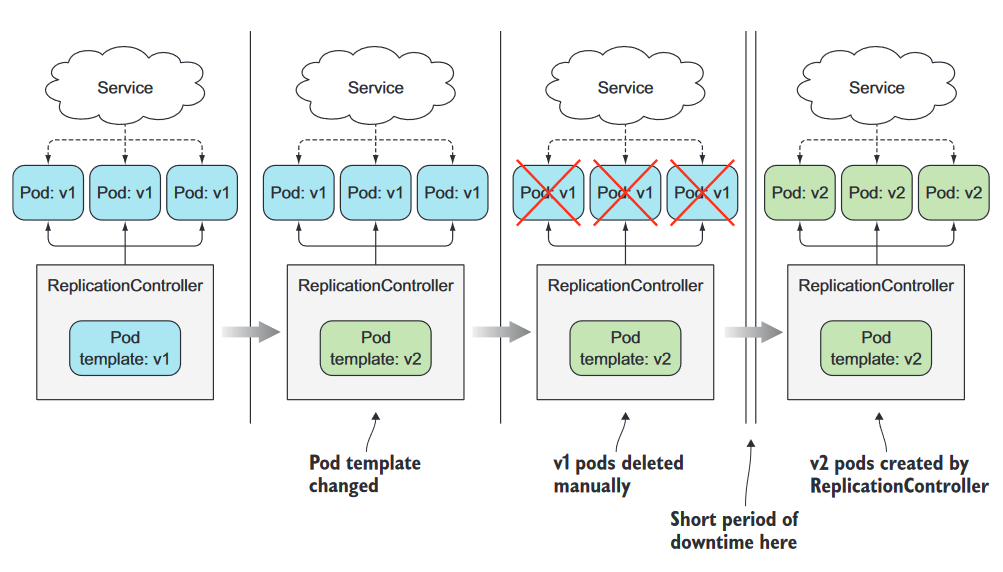 Service
Pod: v1
Pod: v1
Pod: v1
ReplicationController
Pod
template: v1
Service
Pod: v1
Pod: v1
Pod: v1
ReplicationController
Pod
template: v2
Pod template
changed
Service
Pod: v1
Pod: v1
Pod: v1
ReplicationController
Pod
template: v2
v1 pods deleted
manually
Short period of
downtime here
Service
Pod: v2
Pod: v2
Pod: v2
ReplicationController
Pod
template: v2
v2 pods created by
ReplicationController